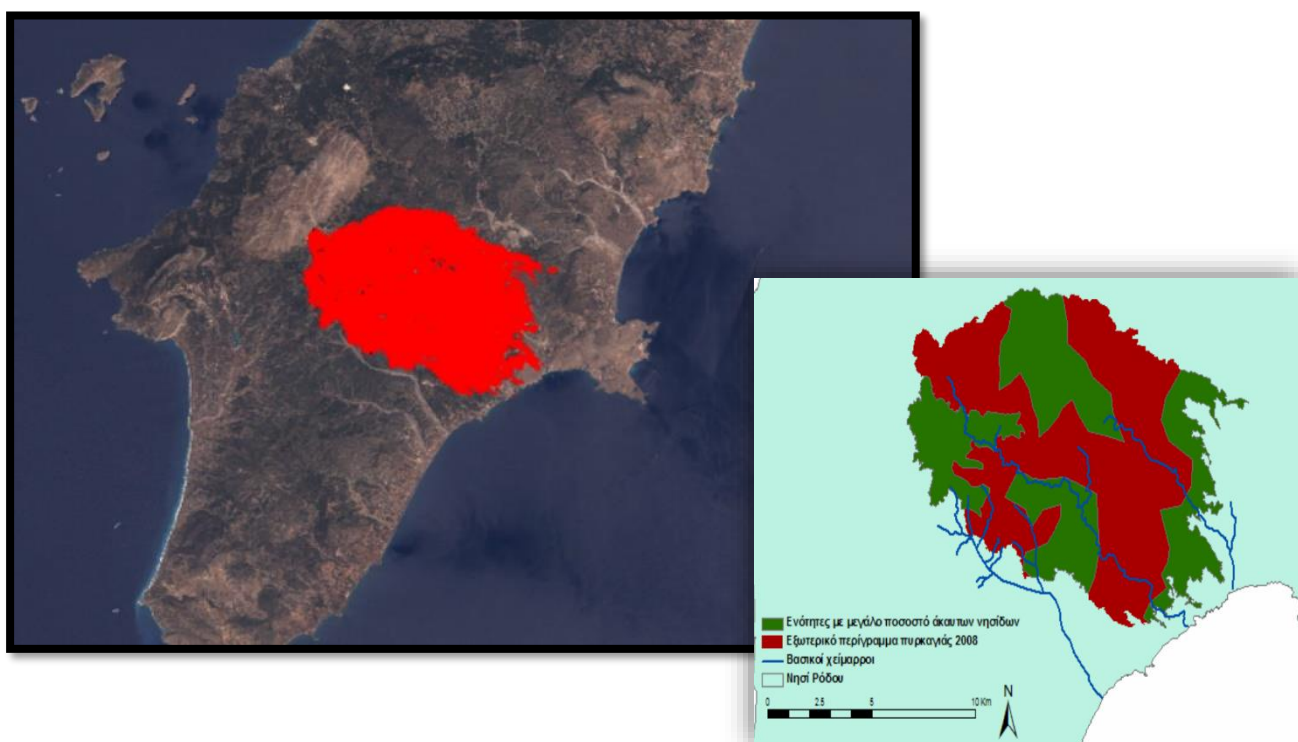 Ενότητες με μεγάλο ποσοστό άκαυτων νησίδων
Εξωτερικό περίγραμμα πυρκαγιάς 2008
Βασικοί χείμαρροι
Νησί Ρόδου
0 2.5 5 10 Km
N